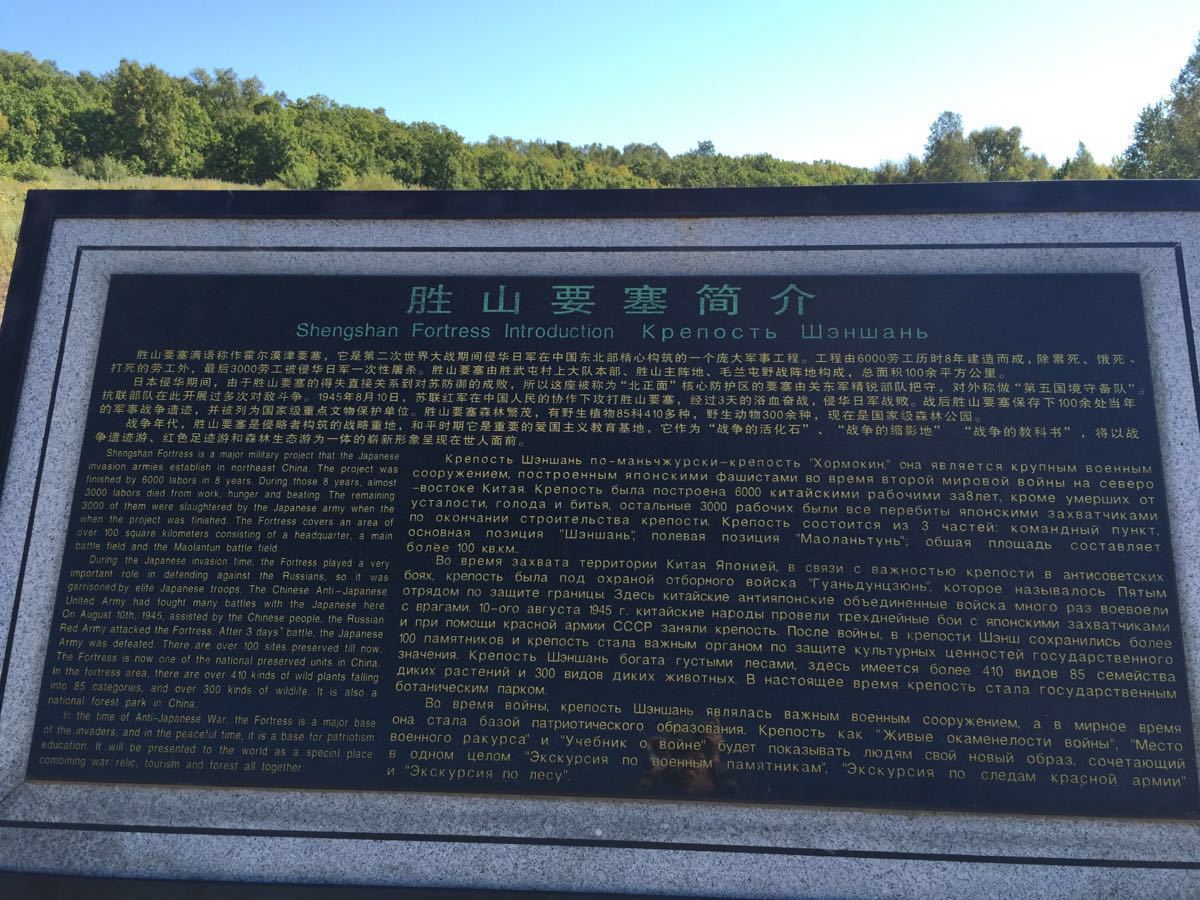 胜山要塞简介
Shengshan Fortress Introduction Крепость Шэншань
胜山要塞满语称作霍尔漠津要塞，它是第二次世界大战期间侵华日军在中国东北部精心构筑的一个庞大军事工程。工程由6000劳工历时8年建造而成，除累死、饿死、
打死的劳工外，最后3000劳工被侵华日军一次性屠杀。胜山要塞由胜武屯村上大队本部、胜山主阵地、毛兰屯野战阵地构成，总面积100余平方公里。
日本侵华期间，由于胜山要塞的得失直接关系到对苏防御的成败，所以这座被称为“北正面”核心防护区的要塞由关东军精锐部队把守，对外称做“第五国境守备队”。
抗联部队在此开展过多次对敌斗争。1945年8月10日，苏联红军在中国人民的协作下攻打胜山要塞，经过3天的浴血奋战，侵华日军战败。战后胜山要塞保存下100余处当年
的军事战争遗迹，并被列为国家级重点文物保护单位。胜山要塞森林繁茂，有野生植物85科410多种，野生动物300余种，现在是国家级森林公园。
战争年代，胜山要塞是侵略者构筑的战略重地，和平时期它是重要的爱国主义教育基地，它作为“战争的活化石”、“战争的缩影地” “战争的教科书”，将以战
争遗迹游、红色足迹游和森林生态游为一体的崭新形象呈现在世人面前。
Shengshan Fortress is a major military project that the Japanese
invasion armies establish in northeast China. The project was
finished by 6000 labors in 8 years. During those 8 years, almost
3000 labors died from work, hunger and beating. The remaining
3000 of them were slaughtered by the Japanese army when the
when the project was finished. The Fortress covers an area of
over 100 square kilometers consisting of a headquarter, a main
battle field and the Maolantun battle field.
During the Japanese invasion time, the Fortress played a very
important role in defending against the Russians, so it was
garrisoned by elite Japanese troops. The Chinese Anti-Japanese
United Army had fought many battles with the Japanese here.
On August 10th, 1945, assisted by the Chinese people, the Russian
Red Army attacked the Fortress. After 3 days' battle, the Japanese
Army was defeated. There are over 100 sites preserved till now.
The Fortress is now one of the national preserved units in China.
In the fortress area, there are over 410 kinds of wild plants falling
into 85 categories, and over 300 kinds of wildlife. It is also a
national forest park in China.
In the time of Anti-Japanese War, the Fortress is a major base
of the invaders, and in the peaceful time, it is a base for patriotism
education. It will be presented to the world as a special place
combining war relic, tourism and forest all together.
Крепость Шэншань по-маньчжурски-крепость "Хормокин," она является крупным военным
сооружением, построенным японскими фашистами во время второй мировой войны на северо
-востоке Китая. Крепость была построена 6000 китайскими рабочими за8лет, кроме умерших от
усталости, голода и битья, остальные 3000 рабочих были все перебиты японскими захватчиками
по окончании строительства крепости. Крепость состоится из 3 частей: командный пункт,
основная позиция "Шэншань", полевая позиция "Маоланьтунь"; обшая площадь составляет
более 100 кв.км..
Во время захвата территории Китая Японией, в связи с важностью крепости в антисоветских
боях, крепость была под охраной отборного войска "Гуаньдунцзюнь", которое называлось Пятым
отрядом по защите границы. Здесь китайские антияпонские объединённые войска много раз воевоели
с врагами. 10-ого августа 1945 г. китайские народы провели трёхднейные бои с японскими захватчиками
и при помощи красной армии СССР заняли крепость. После войны, в крепости Шэнш сохранились более
100 памятников и крепость стала важным органом по защите культурных ценностей государственного
значения. Крепость Шэншань богата густыми лесами, здесь имеется более 410 видов 85 семейства
диких растений и 300 видов диких животных. В настоящее время крепость стала государственным
ботаническим парком.
Во время войны, крепость Шэншань являлась важным военным сооружением, а в мирное время
она стала базой патриотического образования. Крепость как "Живые окаменелости войны", "Место
военного ракурса" и "Учебник о войне" будет показывать людям свой новый образ, сочетающий
в одном целом "Экскурсия по военным памятникам", "Экскурсия по следам красной армии"
и "Экскурсия по лесу".